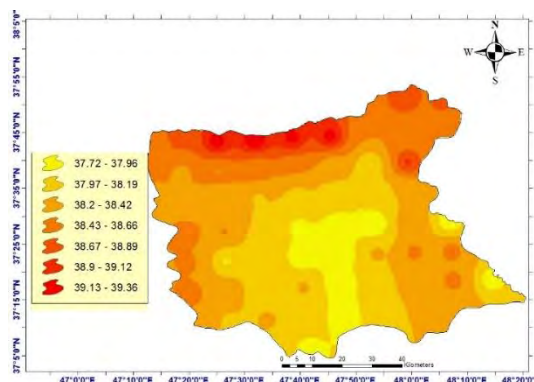 N
W E
S
38°5'0"
37°55'0"N
37°45'0"N
37°35'0"N
37°25'0"N
37°15'0"N
37°5'0"N
37.72 - 37.96
37.97 - 38.19
38.2 - 38.42
38.43 - 38.66
38.67 - 38.89
38.9 - 39.12
39.13 - 39.36
0 5 10 20 30 40
Kilometers
47°0'0"E 47°10'0"E 47°20'0"E 47°30'0"E 47°40'0"E 47°50'0"E 48°0'0"E 48°10'0"E 48°20'0"E